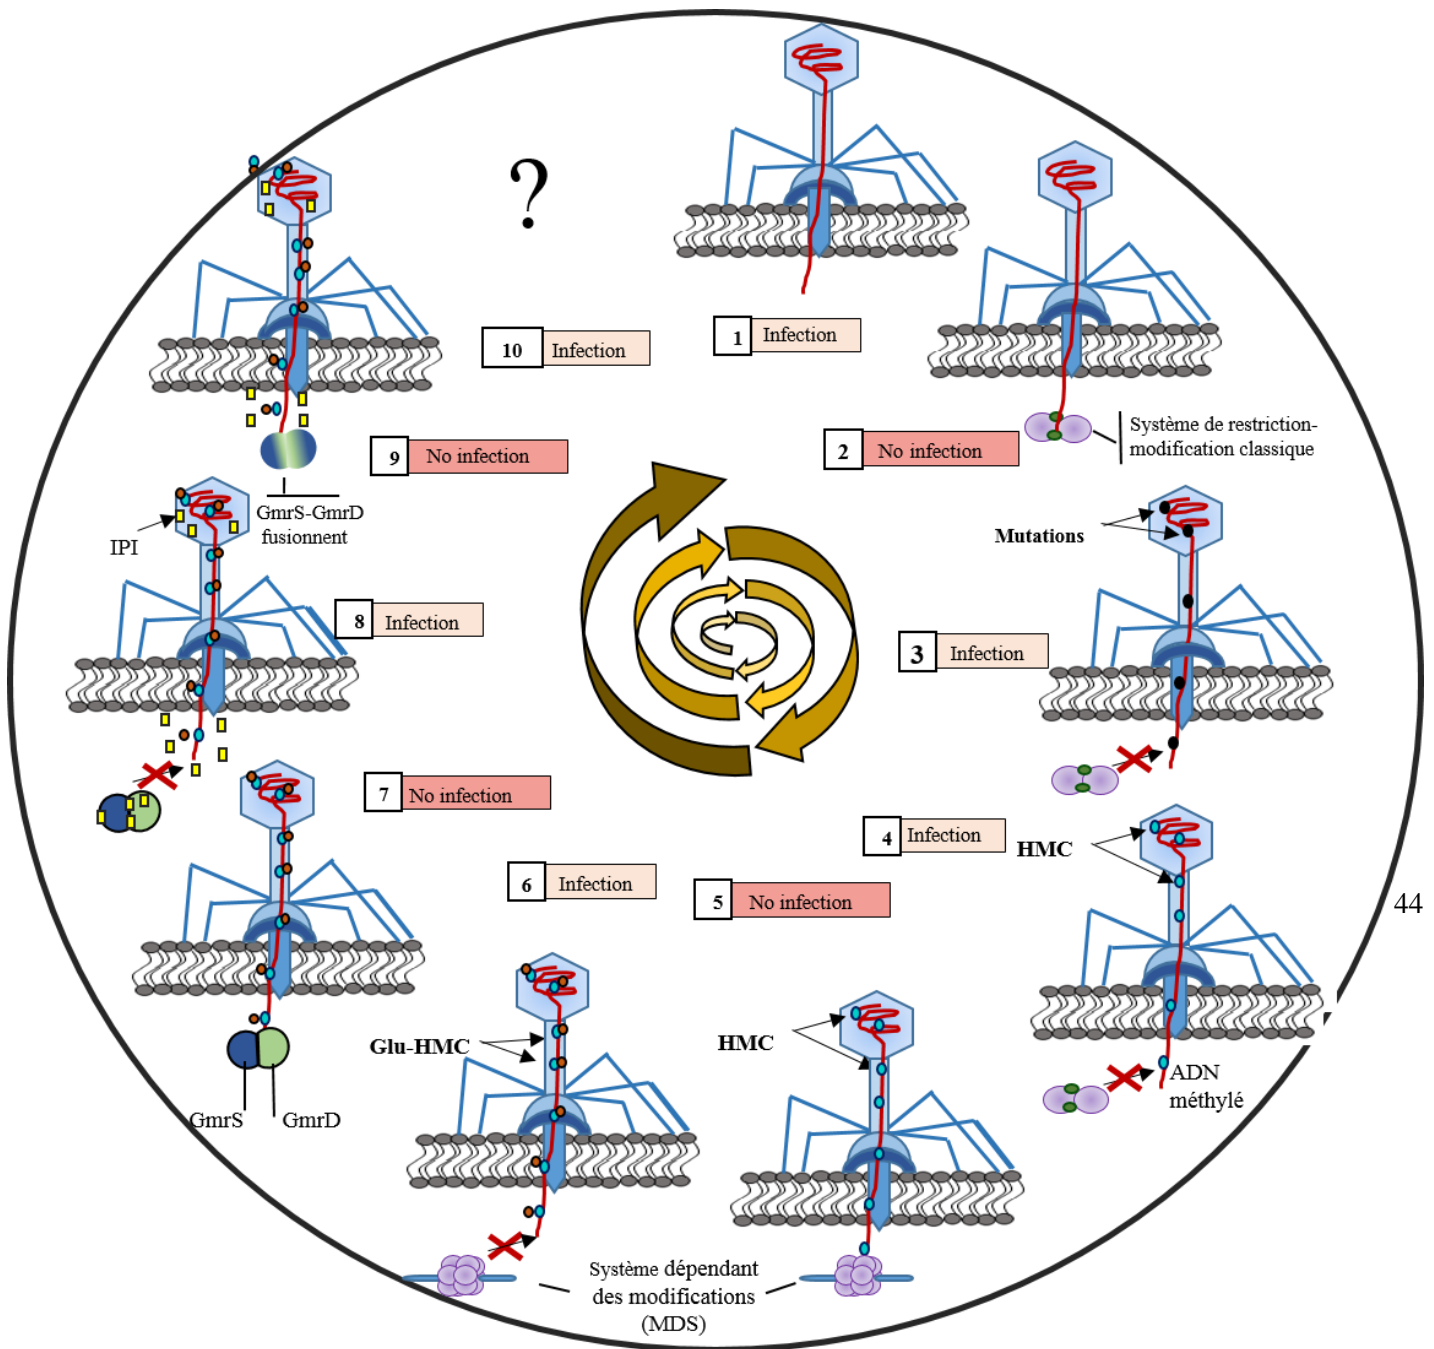 ?
1 Infection
10 Infection
Système de restriction-
modification classique
2 No infection
9 No infection
GmrS-GmrD
fusionnent
IPI
Mutations
8 Infection
3 Infection
7 No infection
4 Infection
HMC
6 Infection
5 No infection
44
Glu-HMC
HMC
ADN
méthylé
GmrS
GmrD
Système dépendant
des modifications
(MDS)